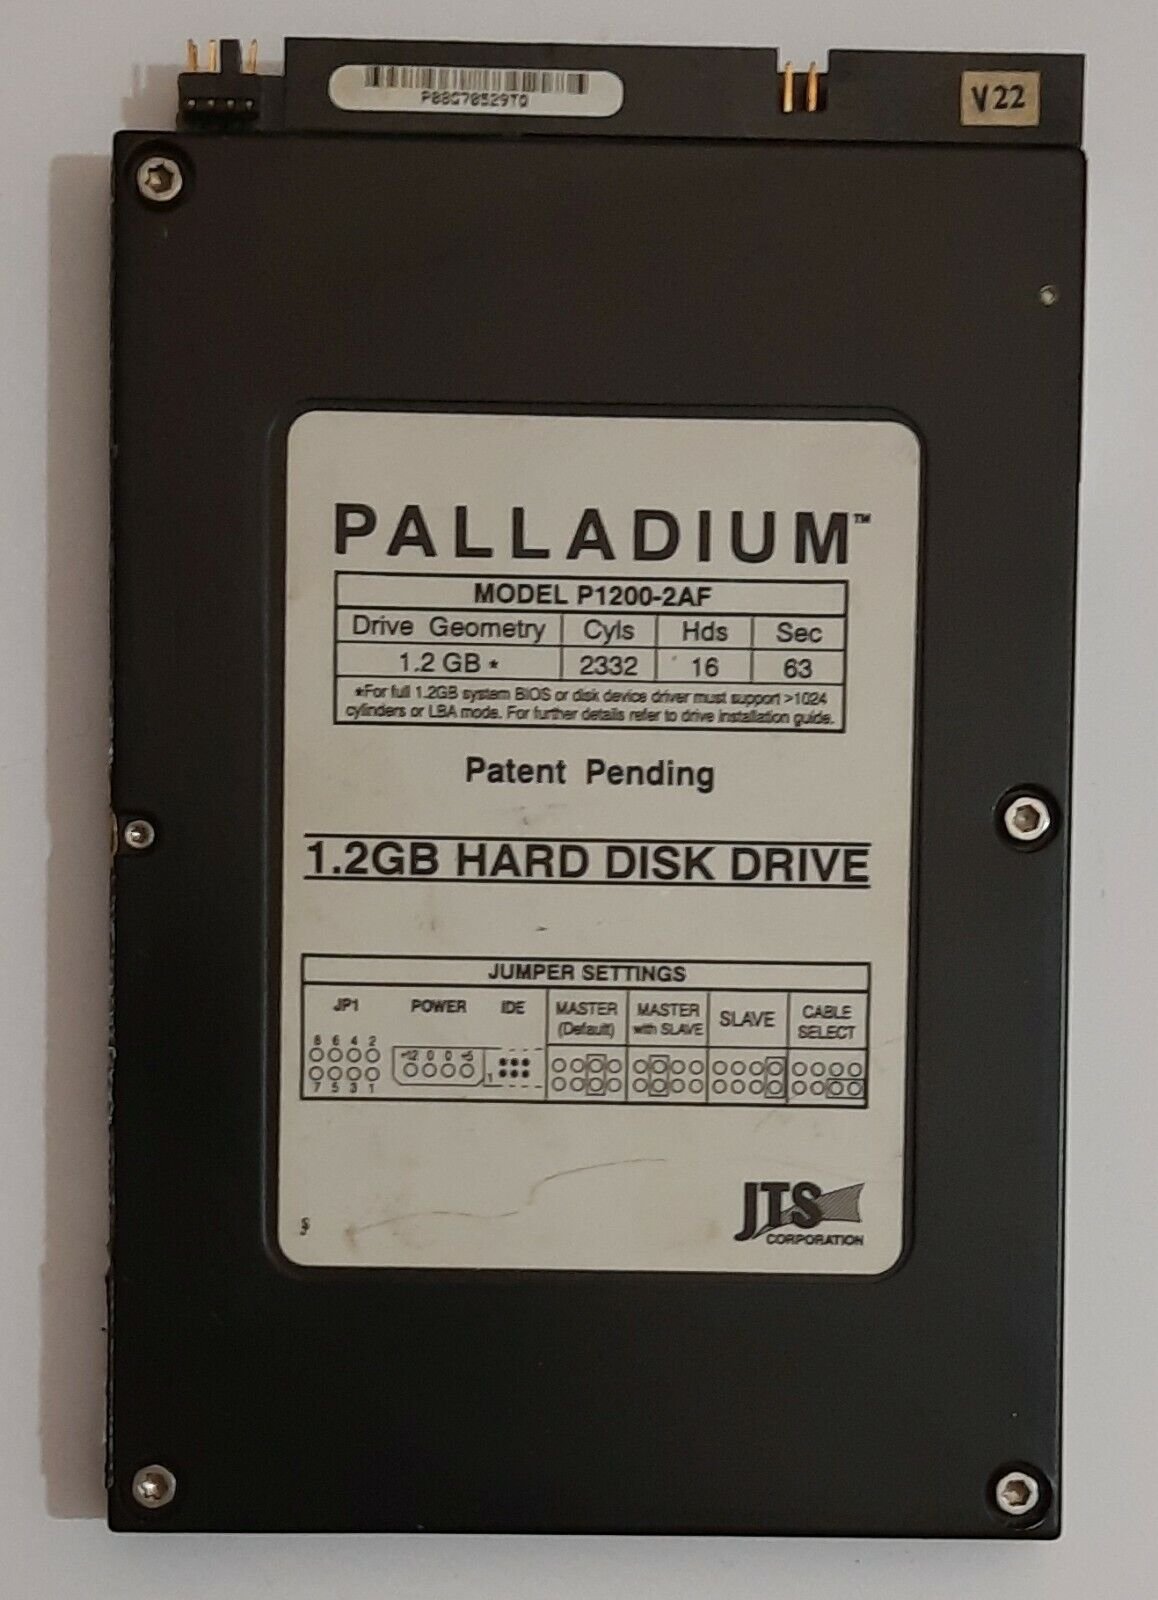 V22
PALLADIUM™
MODEL P1200-2AF
Drive Geometry Cyls Hds Sec
1.2 GB * 2332 16 63
*For full 1.2GB system BIOS or disk device driver must support >1024
cylinders or LBA mode. For further details refer to drive installation guide.
Patent Pending
1.2GB HARD DISK DRIVE
JUMPER SETTINGS
JP1 POWER IDE MASTER (Default) MASTER with SLAVE SLAVE CABLE SELECT
8 6 4 2
+12 0 0 +5
7 5 3 1
1
JTS
CORPORATION